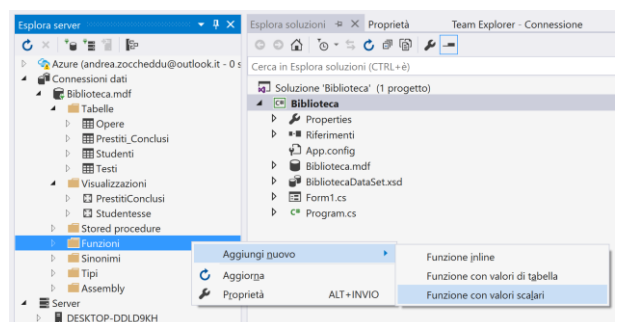 Esplora server
Azure (andrea.zoccheddu@outlook.it - 0 s
Connessioni dati
Biblioteca.mdf
Tabelle
Opere
Prestiti_Conclusi
Studenti
Testi
Visualizzazioni
PrestitiConclusi
Studentesse
Stored procedure
Funzioni
Sinonimi
Tipi
Assembly
Server
DESKTOP-DDLD9KH
Esplora soluzioni
Proprietà
Team Explorer - Connessione
Cerca in Esplora soluzioni (CTRL+è)
Soluzione 'Biblioteca' (1 progetto)
C# Biblioteca
Properties
Riferimenti
App.config
Biblioteca.mdf
BibliotecaDataSet.xsd
Form1.cs
C# Program.cs
Aggiungi nuovo
Aggiorna
Proprietà ALT+INVIO
Funzione inline
Funzione con valori di tabella
Funzione con valori scalari